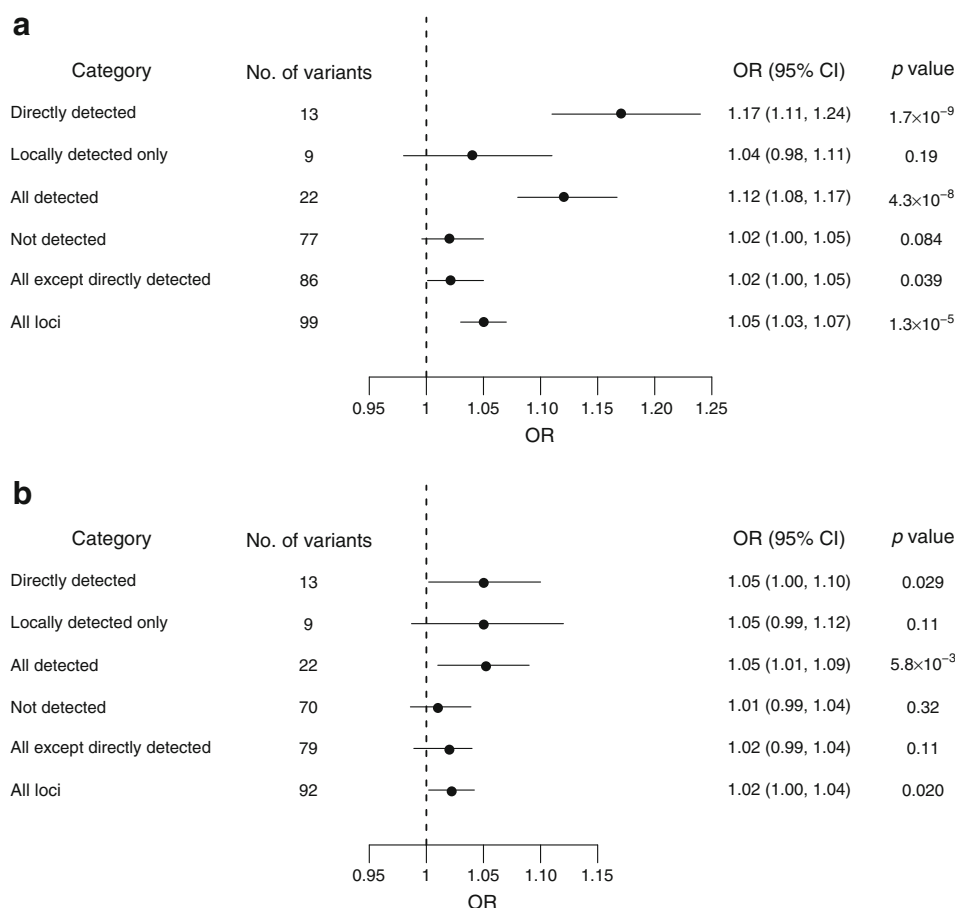 a
Category No. of variants OR (95% CI) p value
Directly detected 13 1.17 (1.11, 1.24) 1.7×10⁻⁹
Locally detected only 9 1.04 (0.98, 1.11) 0.19
All detected 22 1.12 (1.08, 1.17) 4.3×10⁻⁸
Not detected 77 1.02 (1.00, 1.05) 0.084
All except directly detected 86 1.02 (1.00, 1.05) 0.039
All loci 99 1.05 (1.03, 1.07) 1.3×10⁻⁵
0.95 1 1.05 1.10 1.15 1.20 1.25
OR
b
Category No. of variants OR (95% CI) p value
Directly detected 13 1.05 (1.00, 1.10) 0.029
Locally detected only 9 1.05 (0.99, 1.12) 0.11
All detected 22 1.05 (1.01, 1.09) 5.8×10⁻³
Not detected 70 1.01 (0.99, 1.04) 0.32
All except directly detected 79 1.02 (0.99, 1.04) 0.11
All loci 92 1.02 (1.00, 1.04) 0.020
0.95 1 1.05 1.10 1.15
OR